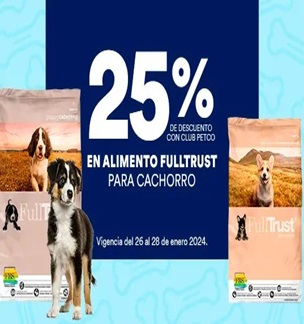 25%
DE DESCUENTO
CON CLUB PETCO
EN ALIMENTO FULLTRUST
PARA CACHORRO
Vigencia del 26 al 28 de enero 2024.
FullTrust
FullTrust